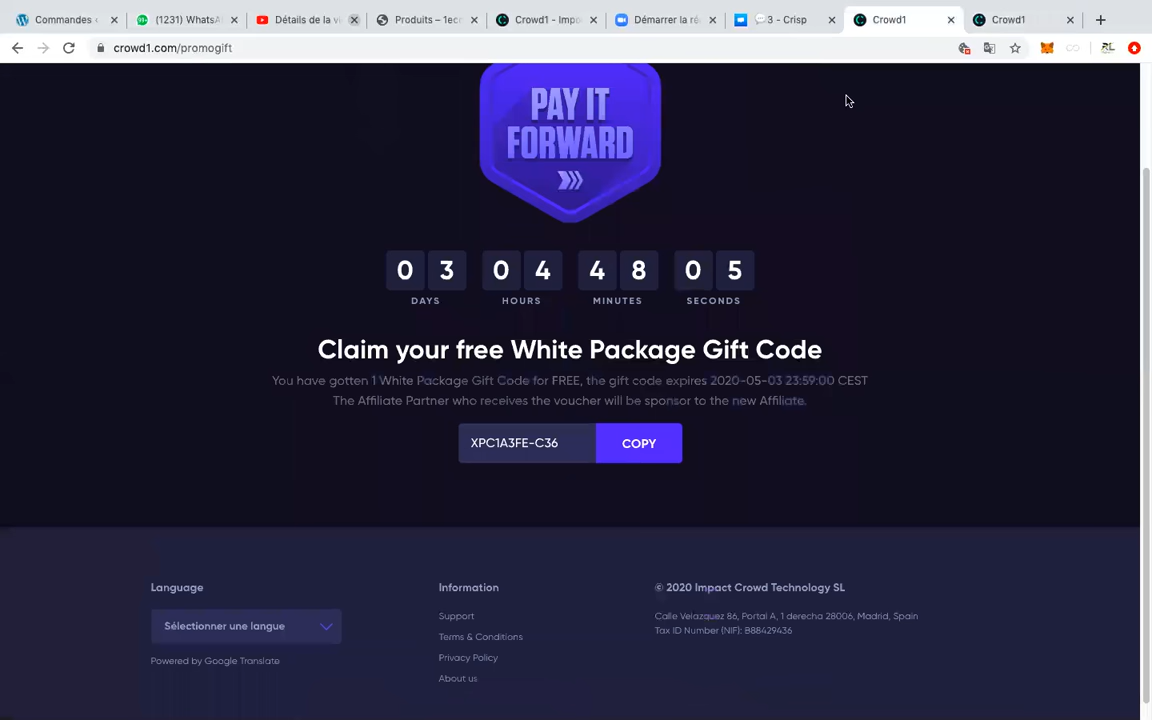 Commandes
(1231) WhatsA
Détails de la v
Produits – 1ecr
Crowd1 - Impo
Démarrer la ré
3 - Crisp
Crowd1
Crowd1
crowd1.com/promogift
PAY IT
FORWARD
0 3 0 4 4 8 0 5
DAYS HOURS MINUTES SECONDS
Claim your free White Package Gift Code
You have gotten 1 White Package Gift Code for FREE, the gift code expires 2020-05-03 23:59:00 CEST
The Affiliate Partner who receives the voucher will be sponsor to the new Affiliate.
XPC1A3FE-C36 COPY
Language
Sélectionner une langue
Powered by Google Translate
Information
Support
Terms & Conditions
Privacy Policy
About us
© 2020 Impact Crowd Technology SL
Calle Velazquez 86, Portal A, 1 derecha 28006, Madrid, Spain
Tax ID Number (NIF): B88429436